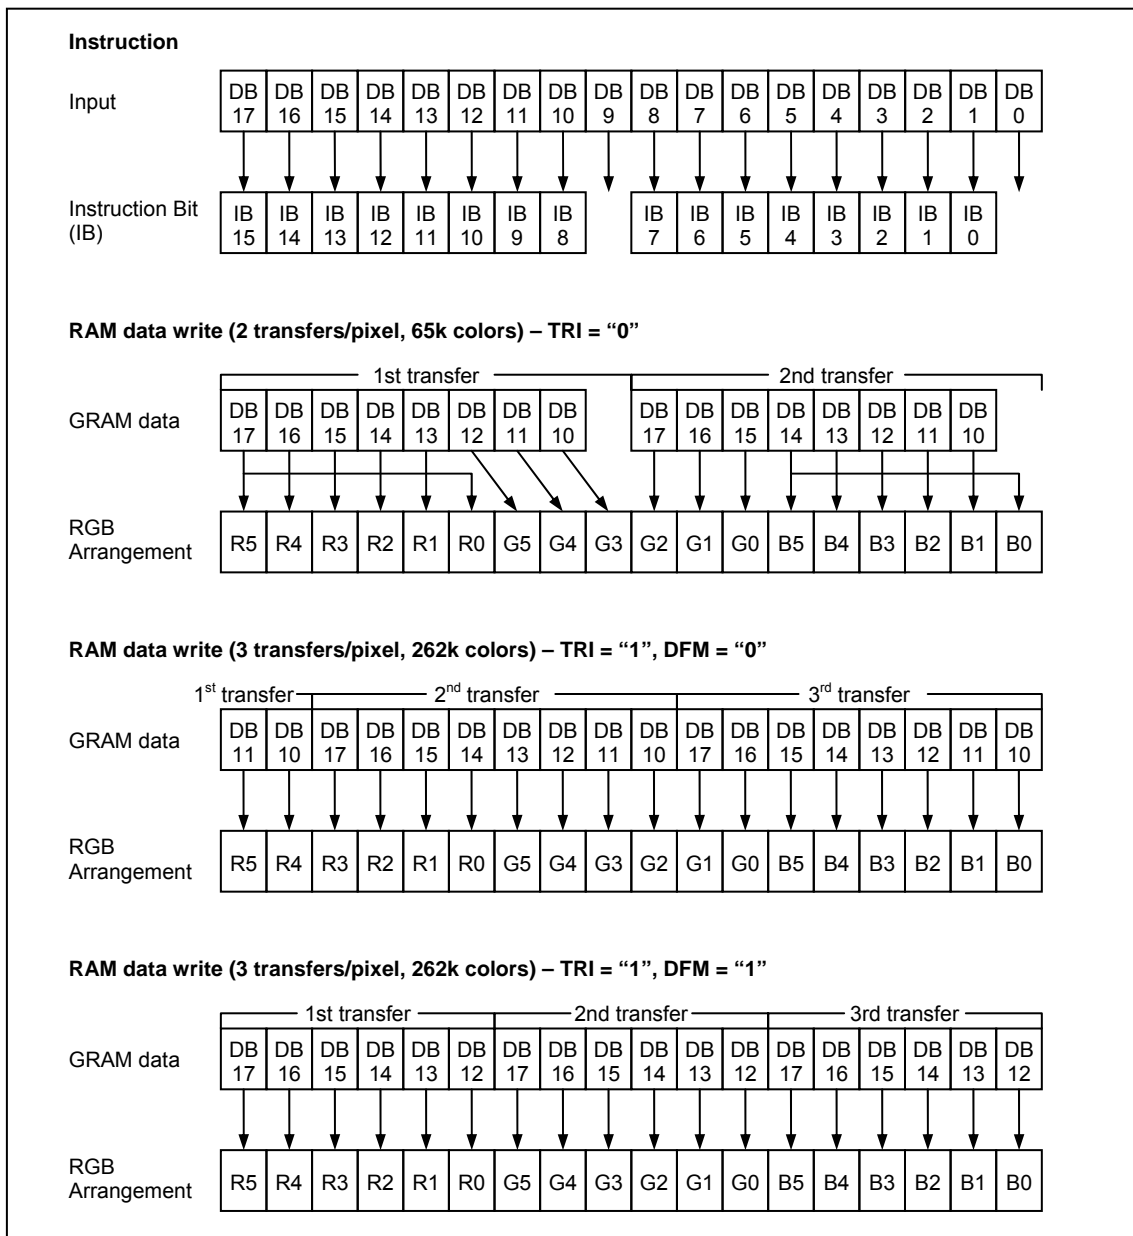 Instruction
Input
DB 17 DB 16 DB 15 DB 14 DB 13 DB 12 DB 11 DB 10 DB 9 DB 8 DB 7 DB 6 DB 5 DB 4 DB 3 DB 2 DB 1 DB 0
Instruction Bit
(IB)
IB 15 IB 14 IB 13 IB 12 IB 11 IB 10 IB 9 IB 8 IB 7 IB 6 IB 5 IB 4 IB 3 IB 2 IB 1 IB 0
RAM data write (2 transfers/pixel, 65k colors) – TRI = “0”
1st transfer 2nd transfer
GRAM data
DB 17 DB 16 DB 15 DB 14 DB 13 DB 12 DB 11 DB 10 DB 17 DB 16 DB 15 DB 14 DB 13 DB 12 DB 11 DB 10
RGB
Arrangement
R5 R4 R3 R2 R1 R0 G5 G4 G3 G2 G1 G0 B5 B4 B3 B2 B1 B0
RAM data write (3 transfers/pixel, 262k colors) – TRI = “1”, DFM = “0”
1st transfer 2nd transfer 3rd transfer
GRAM data
DB 11 DB 10 DB 17 DB 16 DB 15 DB 14 DB 13 DB 12 DB 11 DB 10 DB 17 DB 16 DB 15 DB 14 DB 13 DB 12 DB 11 DB 10
RGB
Arrangement
R5 R4 R3 R2 R1 R0 G5 G4 G3 G2 G1 G0 B5 B4 B3 B2 B1 B0
RAM data write (3 transfers/pixel, 262k colors) – TRI = “1”, DFM = “1”
1st transfer 2nd transfer 3rd transfer
GRAM data
DB 17 DB 16 DB 15 DB 14 DB 13 DB 12 DB 17 DB 16 DB 15 DB 14 DB 13 DB 12 DB 17 DB 16 DB 15 DB 14 DB 13 DB 12
RGB
Arrangement
R5 R4 R3 R2 R1 R0 G5 G4 G3 G2 G1 G0 B5 B4 B3 B2 B1 B0